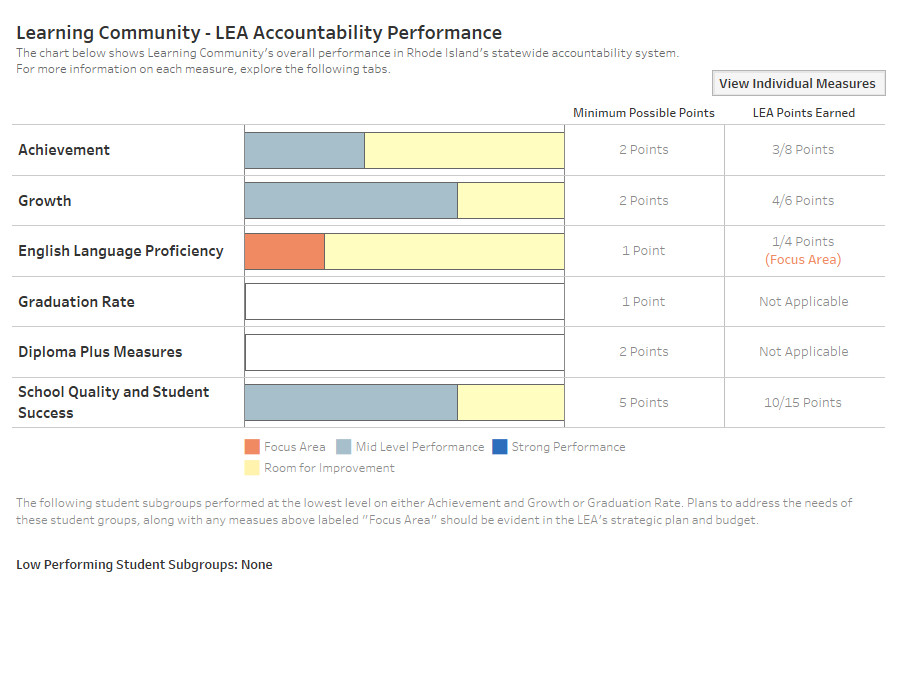 Learning Community - LEA Accountability Performance
The chart below shows Learning Community's overall performance in Rhode Island's statewide accountability system.
For more information on each measure, explore the following tabs.
View Individual Measures
Minimum Possible Points LEA Points Earned
Achievement 2 Points 3/8 Points
Growth 2 Points 4/6 Points
English Language Proficiency 1 Point 1/4 Points
(Focus Area)
Graduation Rate 1 Point Not Applicable
Diploma Plus Measures 2 Points Not Applicable
School Quality and Student
Success 5 Points 10/15 Points
Focus Area Mid Level Performance Strong Performance
Room for Improvement
The following student subgroups performed at the lowest level on either Achievement and Growth or Graduation Rate. Plans to address the needs of
these student groups, along with any measues above labeled "Focus Area" should be evident in the LEA's strategic plan and budget.
Low Performing Student Subgroups: None